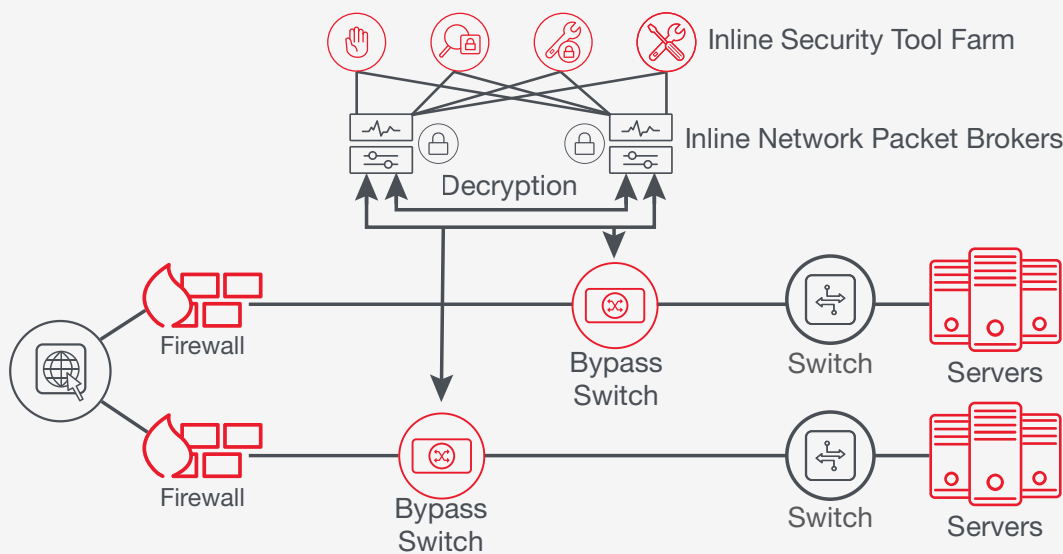 Inline Security Tool Farm
Inline Network Packet Brokers
Decryption
Firewall
Bypass
Switch
Switch
Servers
Firewall
Bypass
Switch
Switch
Servers